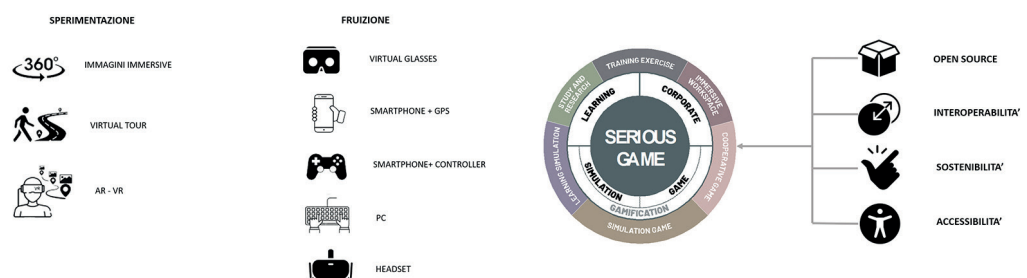 SPERIMENTAZIONE
360°
IMMAGINI IMMERSIVE
VIRTUAL TOUR
VR
AR - VR
FRUIZIONE
VIRTUAL GLASSES
SMARTPHONE + GPS
SMARTPHONE+ CONTROLLER
PC
HEADSET
TRAINING EXERCISE
IMMERSIVE
WORKSPACE
COOPERATIVE GAME
SIMULATION GAME
LEARNING SIMULATION
STUDY AND
RESEARCH
LEARNING
CORPORATE
SIMULATION
GAME
GAMIFICATION
SERIOUS
GAME
OPEN SOURCE
INTEROPERABILITA'
SOSTENIBILITA'
ACCESSIBILITA'